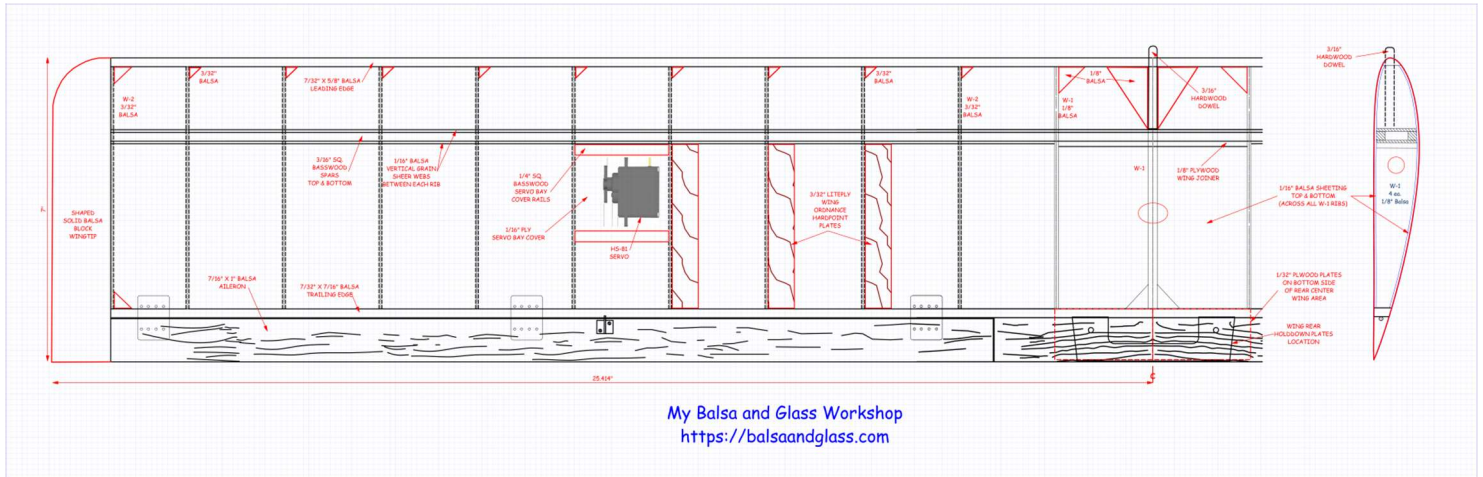 3/16"
HARDWOOD
DOWEL
3/32"
BALSA
7/32" X 5/8" BALSA
LEADING EDGE
3/32"
BALSA
1/8"
BALSA
W-2
3/32"
BALSA
W-2
3/32"
BALSA
W-1
1/8"
BALSA
3/16"
HARDWOOD
DOWEL
3/16" SQ.
BASSWOOD
SPARS
TOP & BOTTOM
1/16" BALSA
VERTICAL GRAIN
SHEER WEBS
BETWEEN EACH RIB
1/4" SQ
BASSWOOD
SERVO BAY
COVER RAILS
W-1
1/8" PLYWOOD
WING JOINER
W-1
4 ea.
1/8" Balsa
1/16" BALSA SHEETING
TOP & BOTTOM
(ACROSS ALL W-1 RIBS)
3/32" LITEPLY
WING
ORDNANCE
HARDPOINT
PLATES
SHAPED
SOLID BALSA
BLOCK
WINGTIP
1/16" PLY
SERVO BAY COVER
HS-81
SERVO
7/16" X 1" BALSA
AILERON
7/32" X 7/16" BALSA
TRAILING EDGE
1/32" PLWOOD PLATES
ON BOTTOM SIDE
OF REAR CENTER
WING AREA
WING REAR
HOLDDOWN PLATES
LOCATION
25.414"
My Balsa and Glass Workshop
https://balsaandglass.com